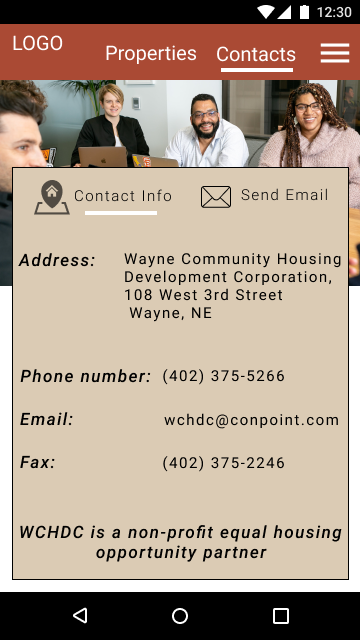 12:30
LOGO
Properties
Contacts
Contact Info
Send Email
Address:
Wayne Community Housing
Development Corporation,
108 West 3rd Street
Wayne, NE
Phone number: (402) 375-5266
Email: wchdc@conpoint.com
Fax: (402) 375-2246
WCHDC is a non-profit equal housing
opportunity partner